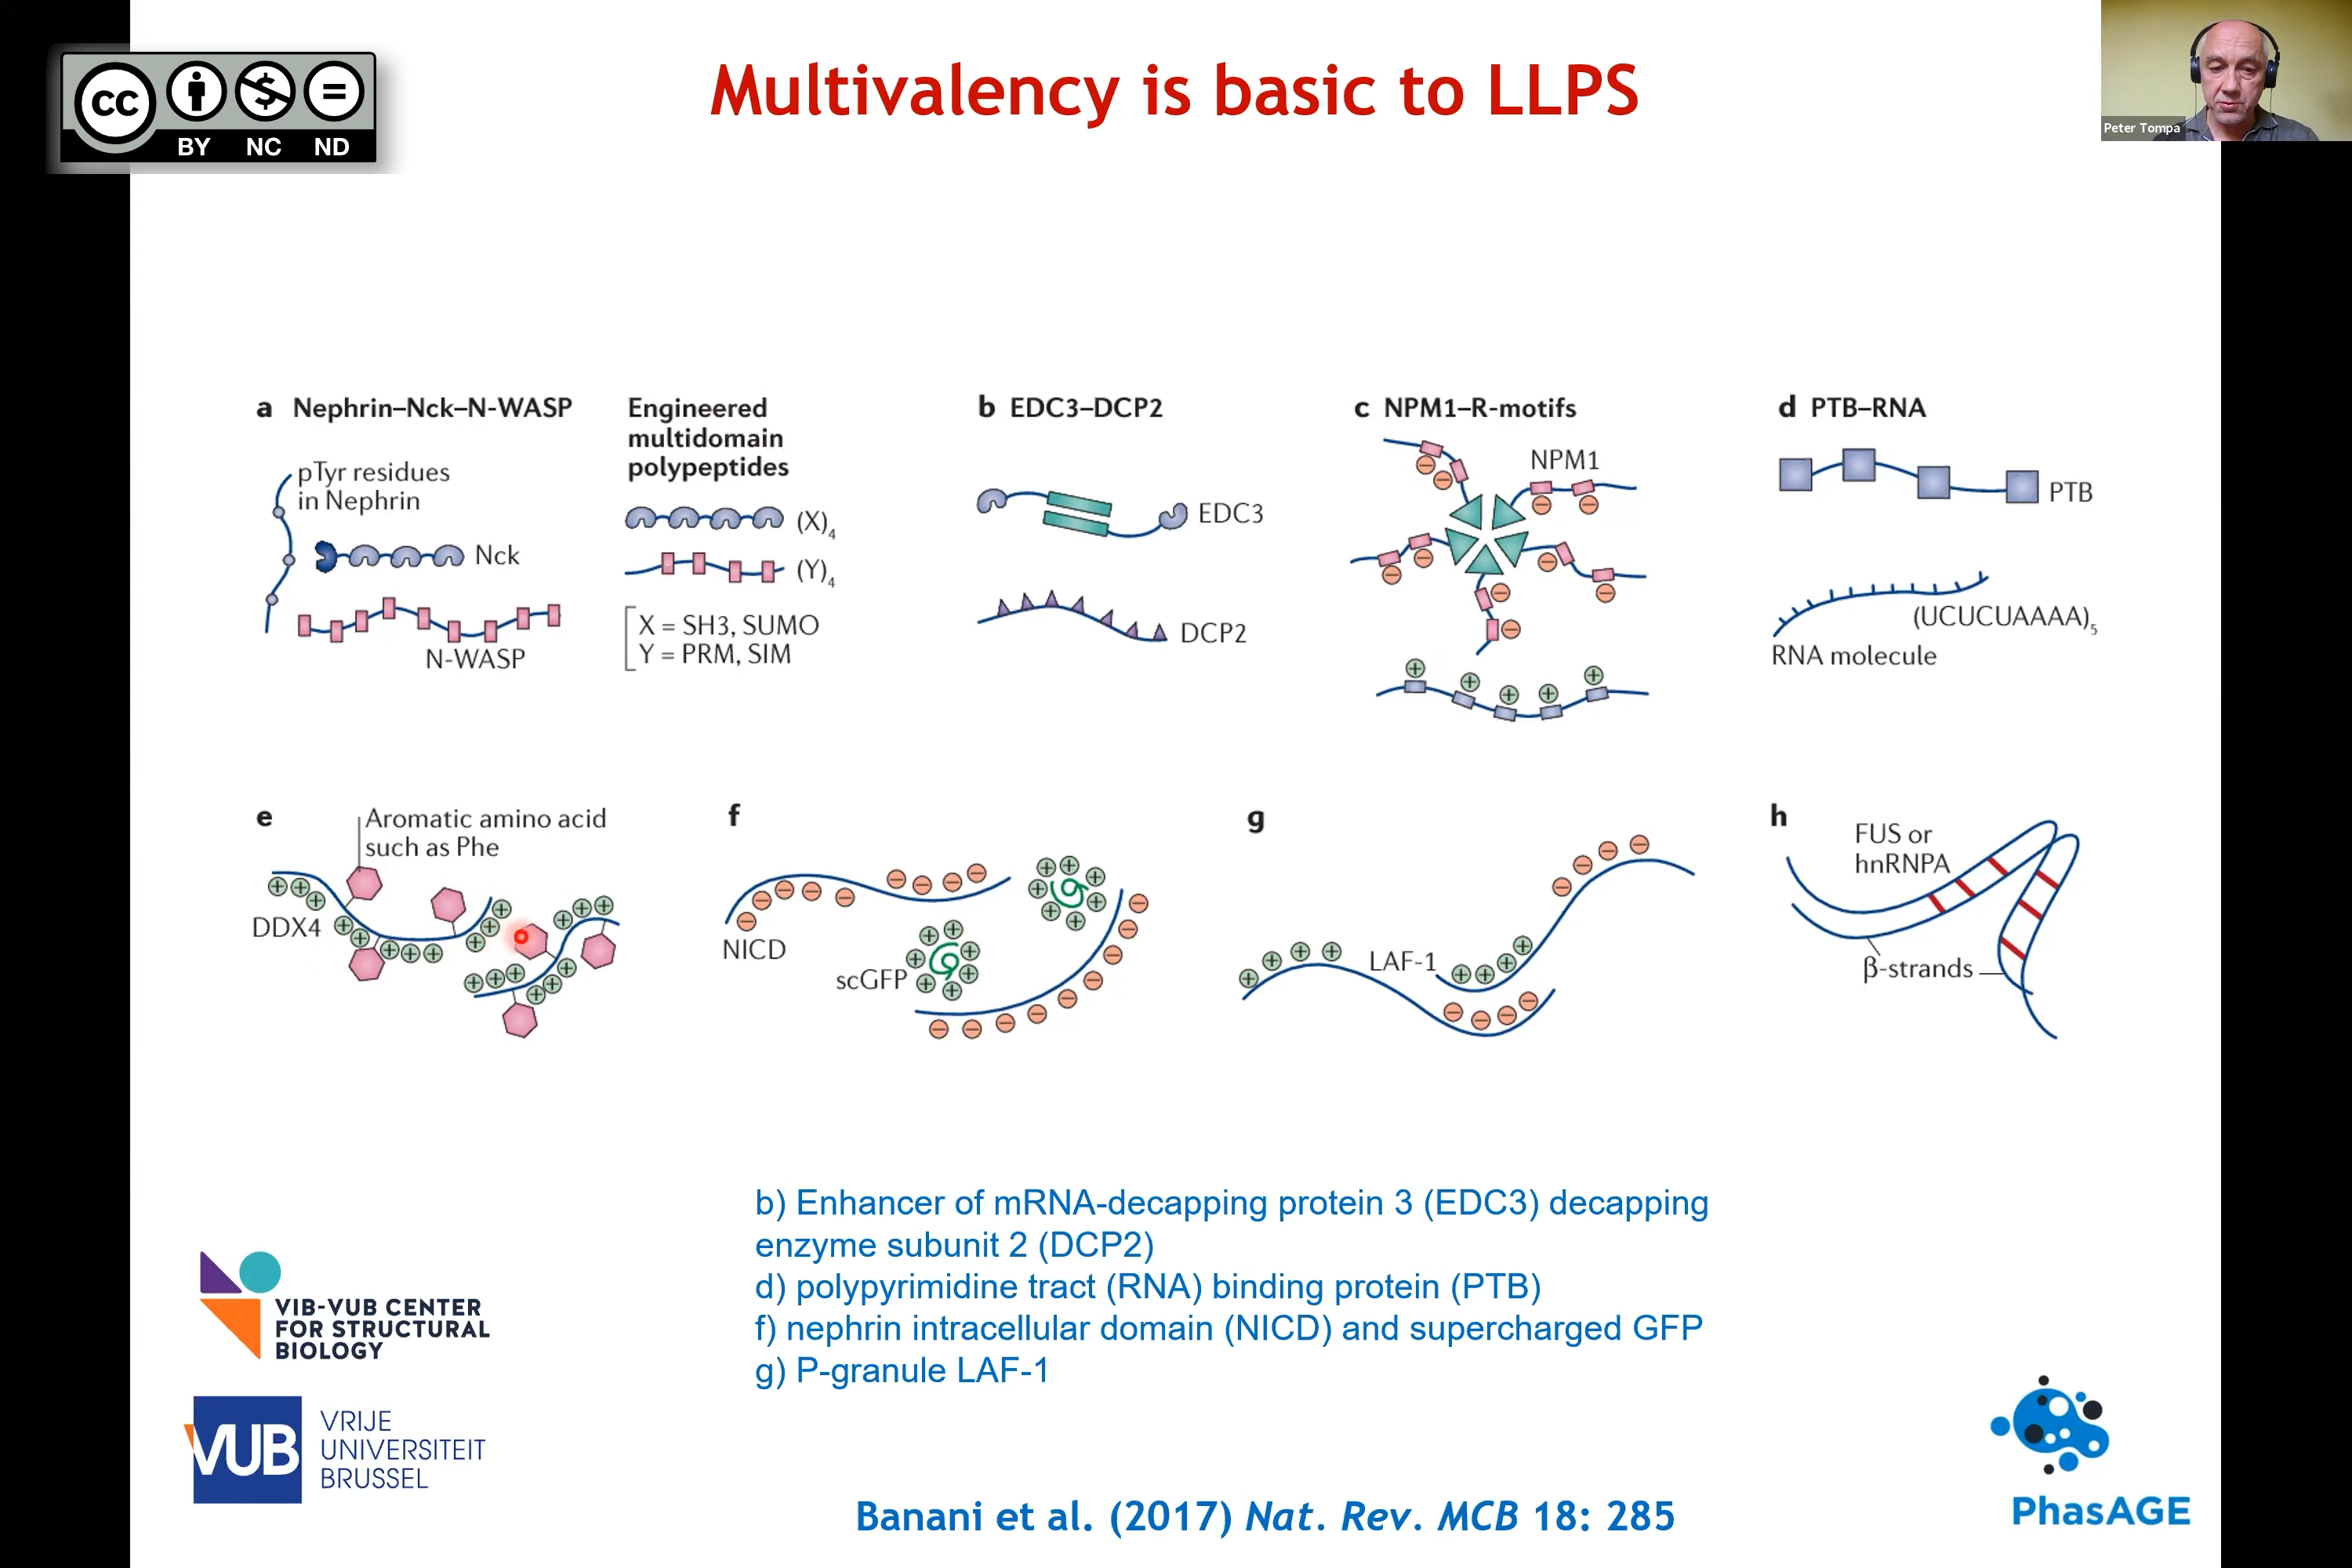 cc
BY NC ND
Multivalency is basic to LLPS
Peter Tompa
a Nephrin–Nck–N-WASP
pTyr residues
in Nephrin
Nck
N-WASP
Engineered
multidomain
polypeptides
(X)4
(Y)4
X = SH3, SUMO
Y = PRM, SIM
b EDC3–DCP2
EDC3
DCP2
c NPM1–R-motifs
NPM1
d PTB–RNA
PTB
(UCUCUAAAA)5
RNA molecule
e
Aromatic amino acid
such as Phe
DDX4
f
NICD
scGFP
g
LAF-1
h
FUS or
hnRNPA
β-strands
b) Enhancer of mRNA-decapping protein 3 (EDC3) decapping
enzyme subunit 2 (DCP2)
d) polypyrimidine tract (RNA) binding protein (PTB)
f) nephrin intracellular domain (NICD) and supercharged GFP
g) P-granule LAF-1
VIB-VUB CENTER
FOR STRUCTURAL
BIOLOGY
VUB
VRIJE
UNIVERSITEIT
BRUSSEL
Banani et al. (2017) Nat. Rev. MCB 18: 285
PhasAGE